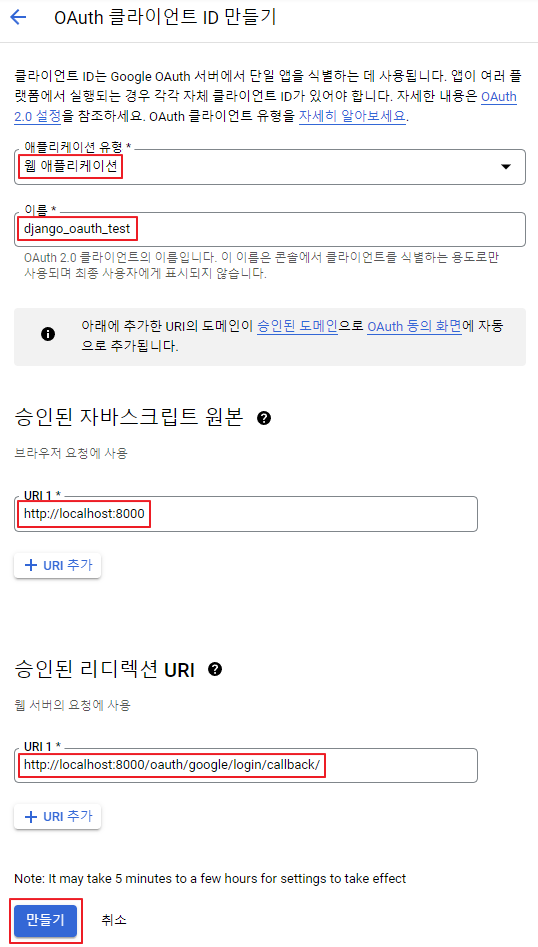 OAuth 클라이언트 ID 만들기
클라이언트 ID는 Google OAuth 서버에서 단일 앱을 식별하는 데 사용됩니다. 앱이 여러 플
랫폼에서 실행되는 경우 각각 자체 클라이언트 ID가 있어야 합니다. 자세한 내용은 OAuth
2.0 설정을 참조하세요. OAuth 클라이언트 유형을 자세히 알아보세요.
애플리케이션 유형 *
웹 애플리케이션
이름 *
django_oauth_test
OAuth 2.0 클라이언트의 이름입니다. 이 이름은 콘솔에서 클라이언트를 식별하는 용도로만
사용되며 최종 사용자에게 표시되지 않습니다.
아래에 추가한 URI의 도메인이 승인된 도메인으로 OAuth 동의 화면에 자동
으로 추가됩니다.
승인된 자바스크립트 원본
브라우저 요청에 사용
URI 1 *
http://localhost:8000
+ URI 추가
승인된 리디렉션 URI
웹 서버의 요청에 사용
URI 1 *
http://localhost:8000/oauth/google/login/callback/
+ URI 추가
Note: It may take 5 minutes to a few hours for settings to take effect
만들기 취소